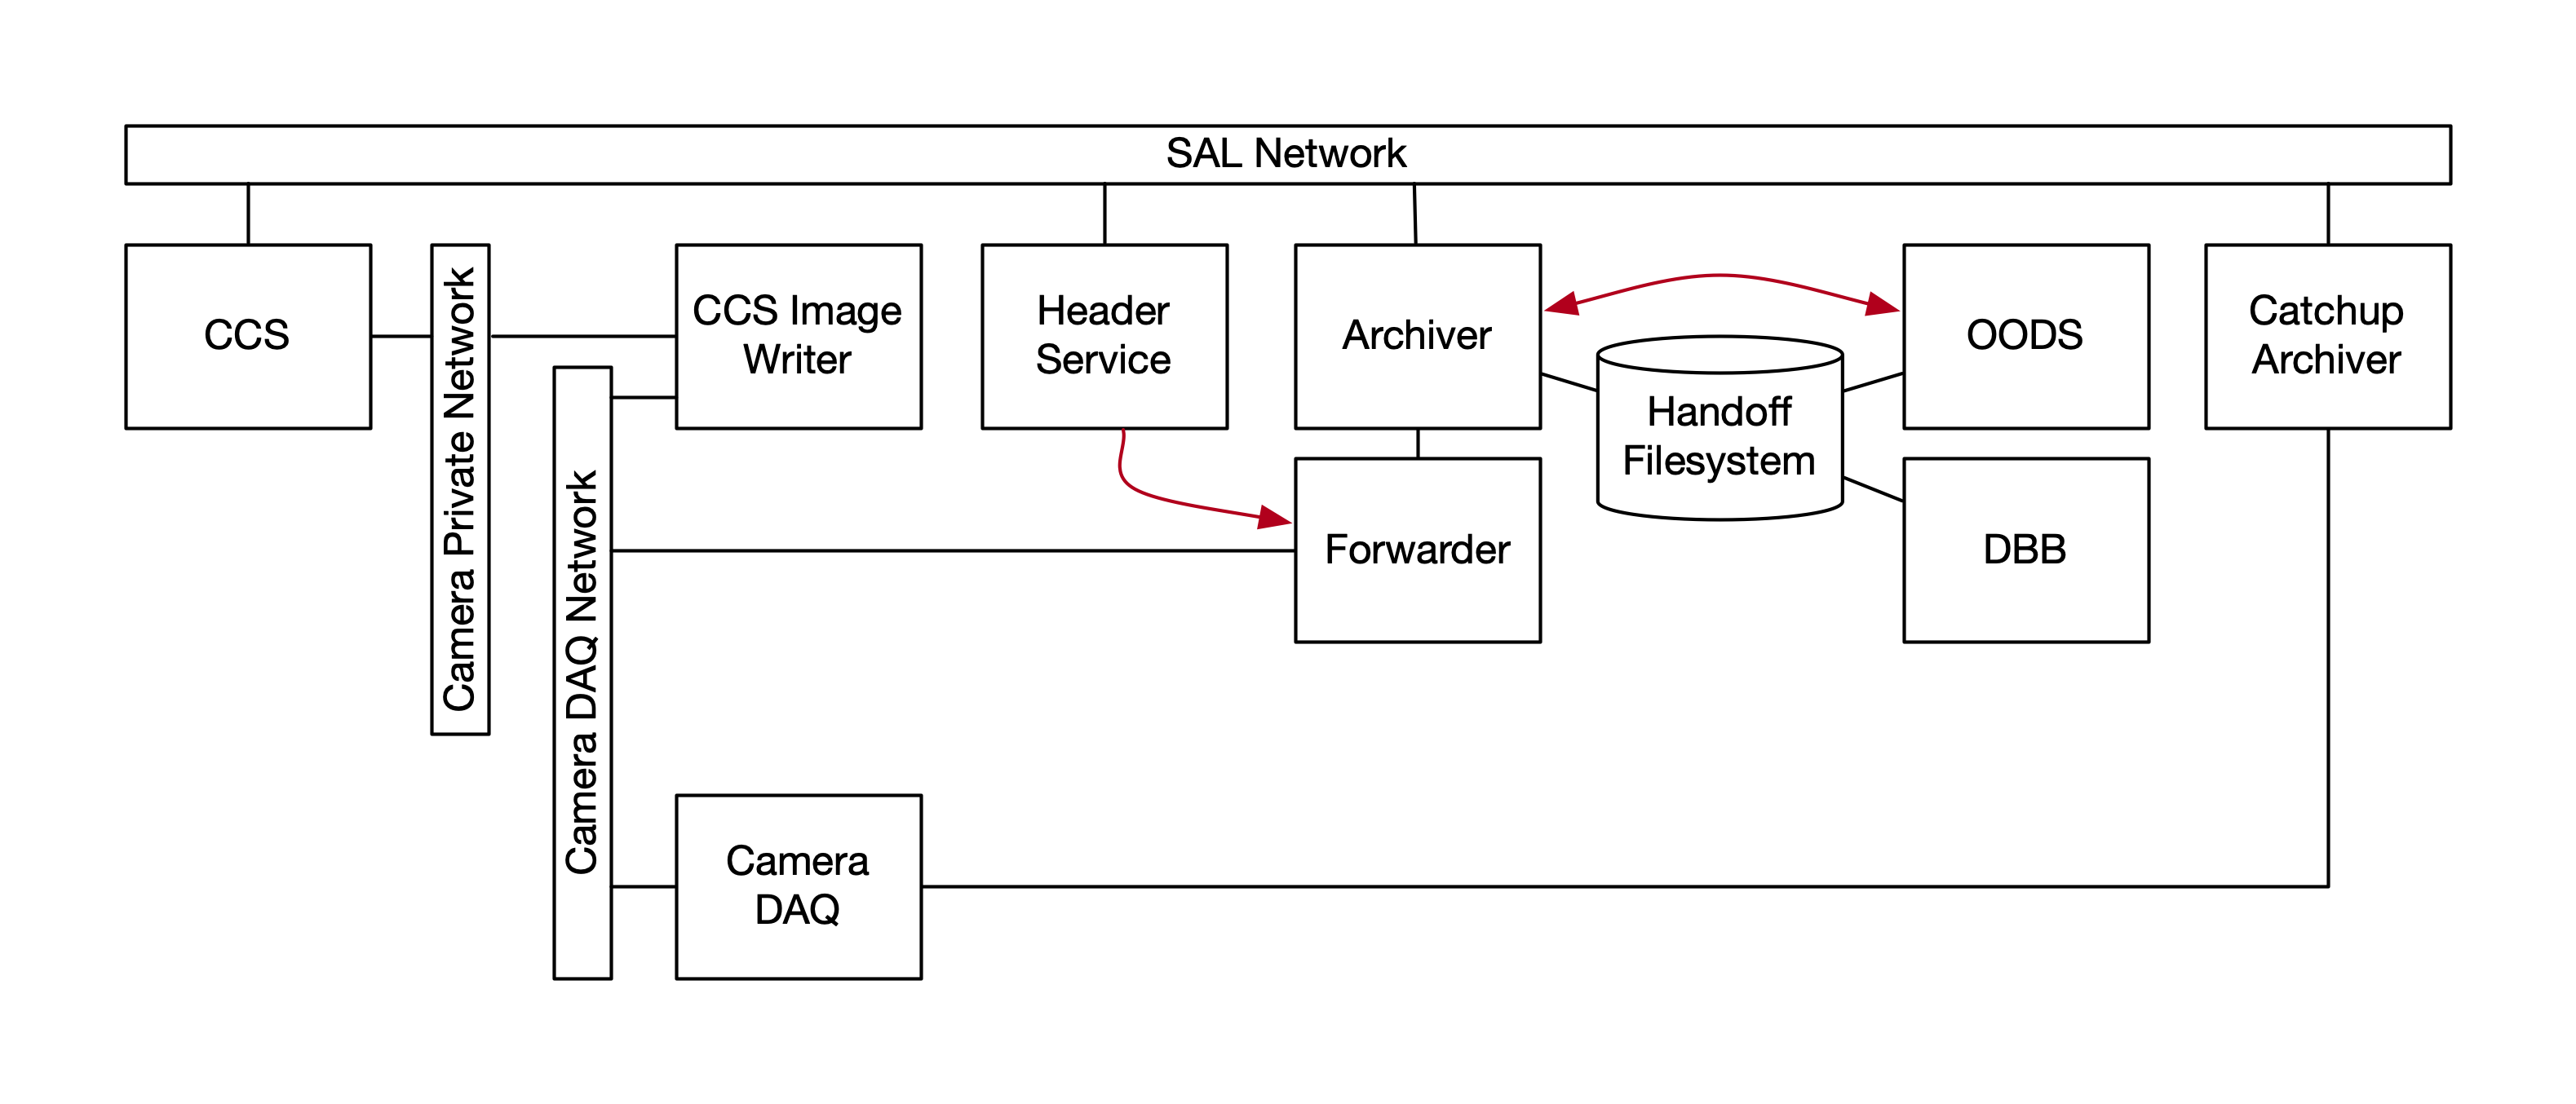 SAL Network
CCS
Camera Private Network
CCS Image
Writer
Header
Service
Archiver
OODS
Catchup
Archiver
Handoff
Filesystem
Camera DAQ Network
Forwarder
DBB
Camera
DAQ